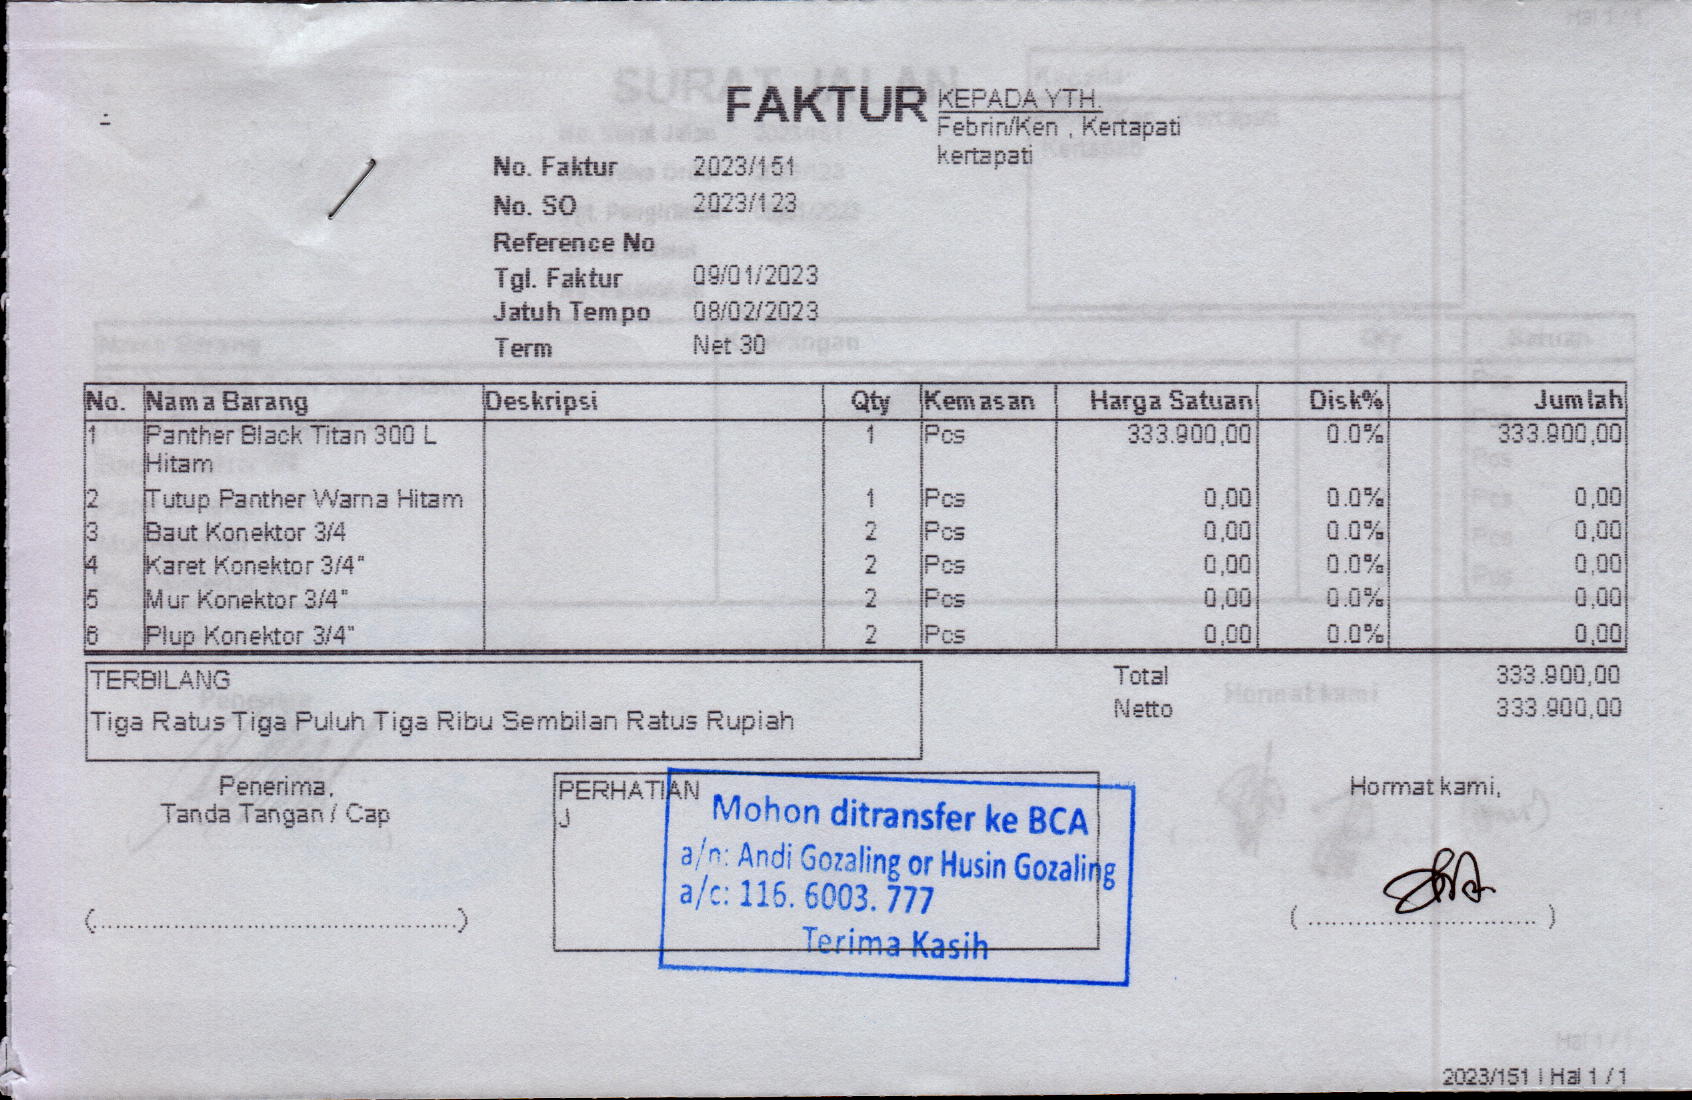 FAKTUR
KEPADA YTH.
Febrin/Ken , Kertapati
kertapati
No. Faktur 2023/151
No. SO 2023/123
Reference No
Tgl. Faktur 09/01/2023
Jatuh Tempo 08/02/2023
Term Net 30
No. Nama Barang Deskripsi Qty Kemasan Harga Satuan Disk% Jumlah
1 Panther Black Titan 300 L 1 Pcs 333.900,00 0.0% 333.900,00
Hitam
2 Tutup Panther Warna Hitam 1 Pcs 0,00 0.0% 0,00
3 Baut Konektor 3/4 2 Pcs 0,00 0.0% 0,00
4 Karet Konektor 3/4" 2 Pcs 0,00 0.0% 0,00
5 Mur Konektor 3/4" 2 Pcs 0,00 0.0% 0,00
6 Plup Konektor 3/4" 2 Pcs 0,00 0.0% 0,00
TERBILANG
Tiga Ratus Tiga Puluh Tiga Ribu Sembilan Ratus Rupiah
Total 333.900,00
Netto 333.900,00
Penerima,
Tanda Tangan / Cap
PERHATIAN
J
Mohon ditransfer ke BCA
a/n: Andi Gozaling or Husin Gozaling
a/c: 116. 6003. 777
Terima Kasih
Hormat kami,
2023/151 | Hal 1 / 1